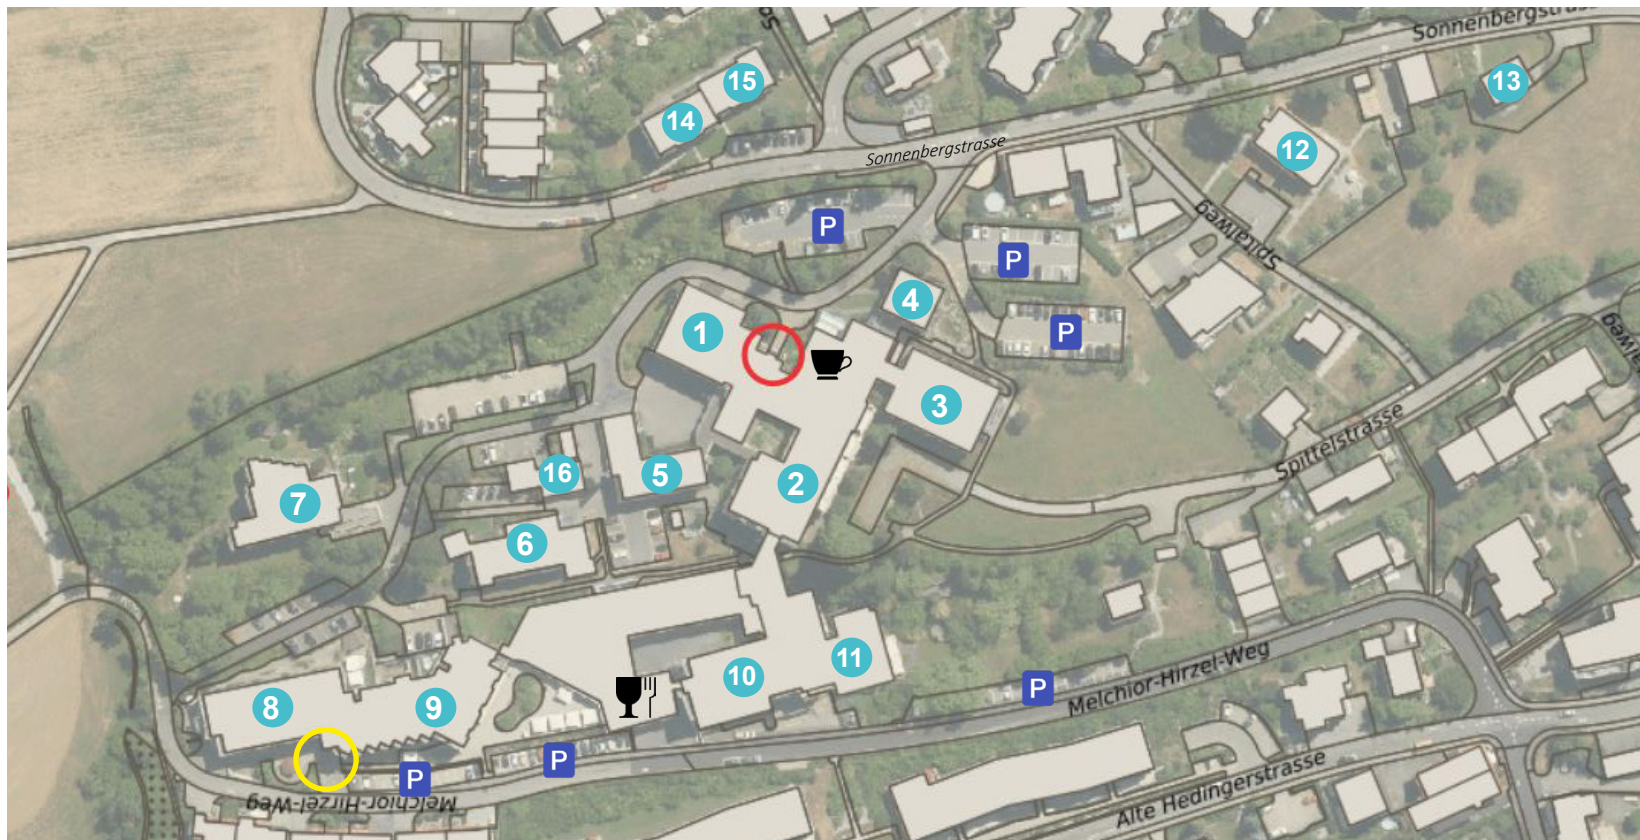 Sonnenbergstrasse
15
13
14
Sonnenbergstrasse
12
P
Spitalweg
P
4
1
P
3
Spittelstrasse
16
5
2
7
6
11
10
8
9
P
Melchior-Hirzel-Weg
P
P
Melchior-Hirzel-Weg
Alte Hedingerstrasse